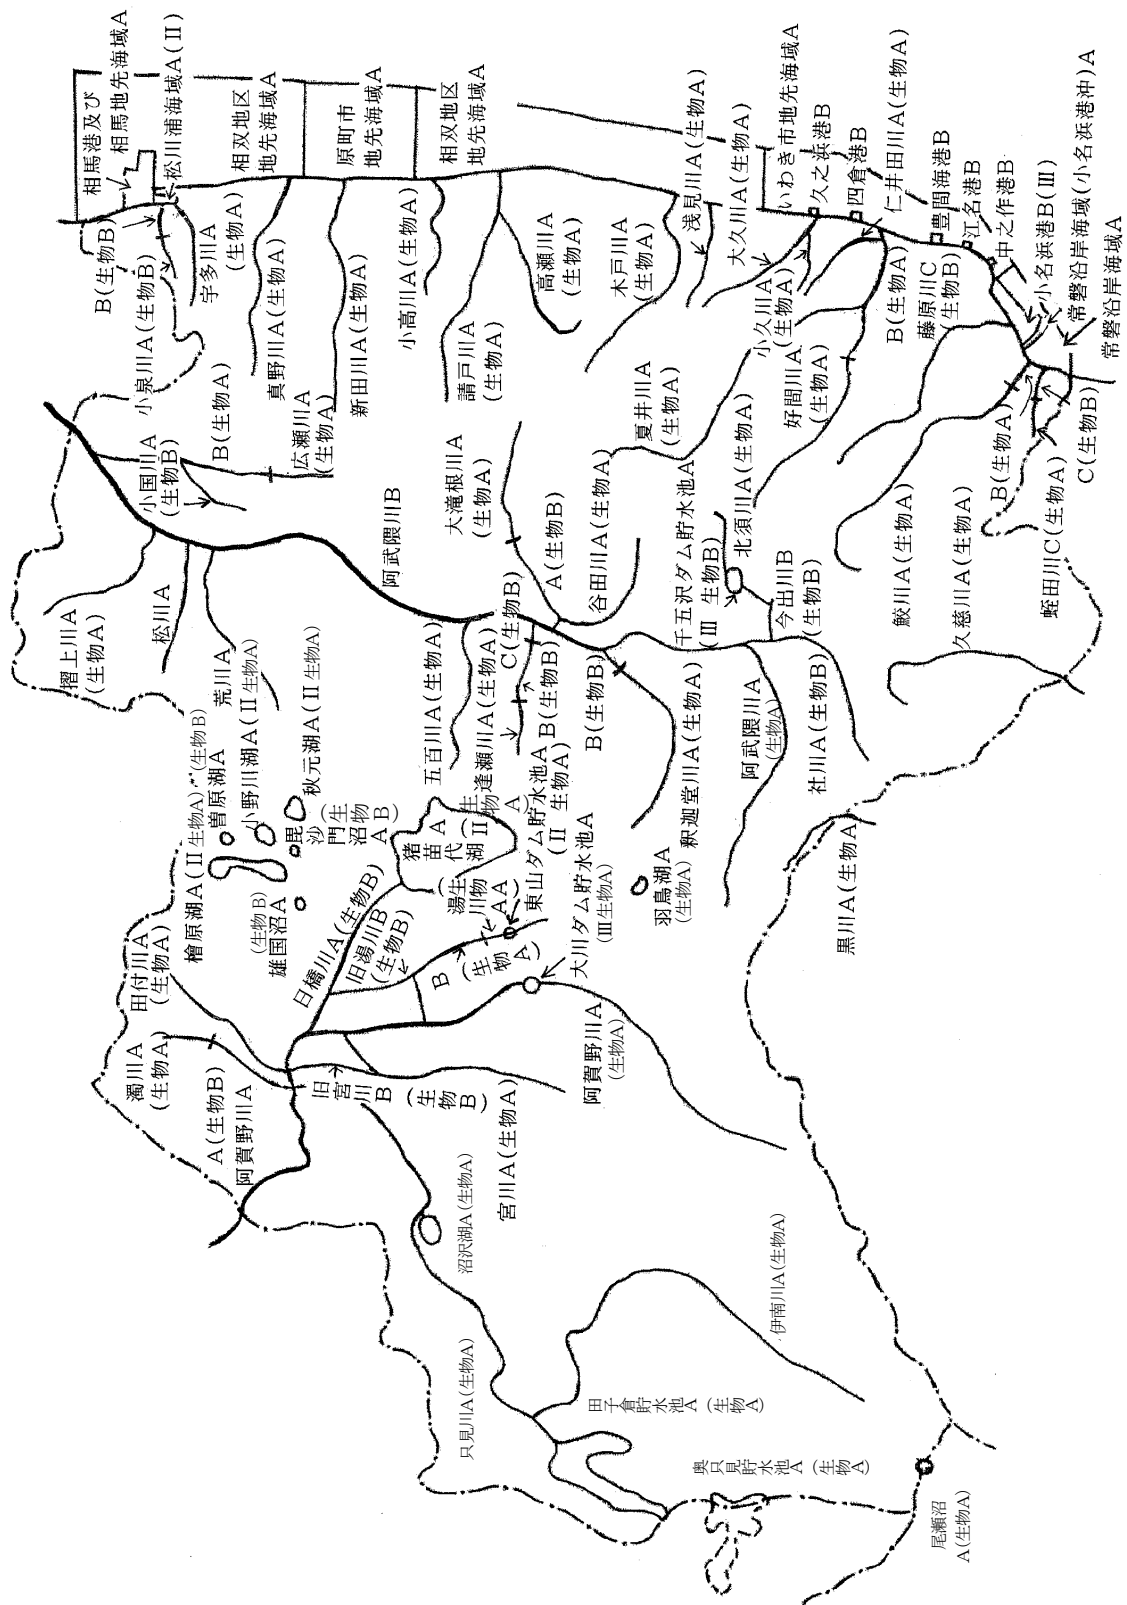 相馬港及び
相馬地先海域A
松川浦海域A(Ⅱ)
相双地区
地先海域A
原町市
地先海域A
相双地区
地先海域A
浅見川A(生物A)
大久川A(生物A)
いわき市地先海域A
久之浜港B
四倉港B
仁井田川A(生物A)
豊間海港B
江名港B
中之作港B
小名浜港B(Ⅲ)
常磐沿岸海域(小名浜港沖)A
常磐沿岸海域A
B(生物B)
小泉川A(生物B)
宇多川A
(生物A)
真野川A(生物A)
新田川A(生物A)
小高川A(生物A)
請戸川A
(生物A)
高瀬川A
(生物A)
木戸川A
(生物A)
小久川A
(生物A)
好間川A
(生物A)
B(生物A)
藤原川C
(生物B)
夏井川A
(生物A)
B(生物A)
C(生物B)
小国川A
(生物B)
B(生物A)
広瀬川A
(生物A)
阿武隈川B
大滝根川A
(生物A)
A(生物B)
谷田川A(生物A)
千五沢ダム貯水池A
(Ⅲ 生物B)
北須川A(生物A)
今出川B
(生物B)
鮫川A(生物A)
久慈川A(生物A)
蛭田川C(生物A)
摺上川A
(生物A)
松川A
荒川A
(生物B)
五百川A(生物A)
逢瀬川A(生物A)
C(生物B)
B(生物B)
B(生物B)
釈迦堂川A(生物A)
阿武隈川A
(生物A)
社川A(生物B)
黒川A(生物A)
檜原湖A(Ⅱ生物A)
曽原湖A
小野川湖A(Ⅱ生物A)
秋元湖A(Ⅱ生物A)
毘沙門沼A
(生物B)
雄国沼A
(生物B)
猪苗代湖A
(Ⅱ生物A)
湯川A
(生物A)
東山ダム貯水池A
(Ⅱ 生物A)
大川ダム貯水池A
(Ⅲ生物A)
羽鳥湖A
(生物A)
日橋川A(生物B)
旧湯川B
(生物B)
B
(生物A)
田付川A
(生物A)
濁川A
(生物A)
A(生物B)
阿賀野川A
旧宮川B
(生物B)
宮川A(生物A)
阿賀野川A
(生物A)
沼沢湖A(生物A)
只見川A(生物A)
伊南川A(生物A)
田子倉貯水池A(生物A)
奥只見貯水池A(生物A)
尾瀬沼
A(生物A)